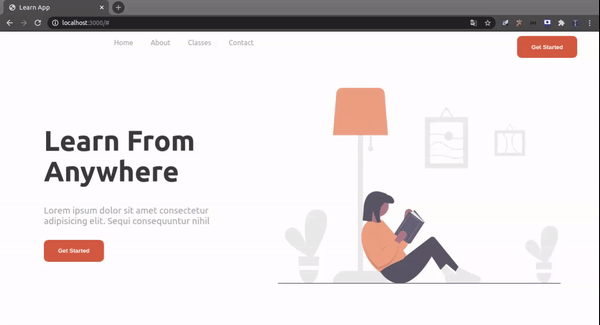 Learn App
localhost:3000/#
Home About Classes Contact
Get Started
Learn From
Anywhere
Lorem ipsum dolor sit amet consectetur
adipisicing elit. Sequi consequuntur nihil
Get Started